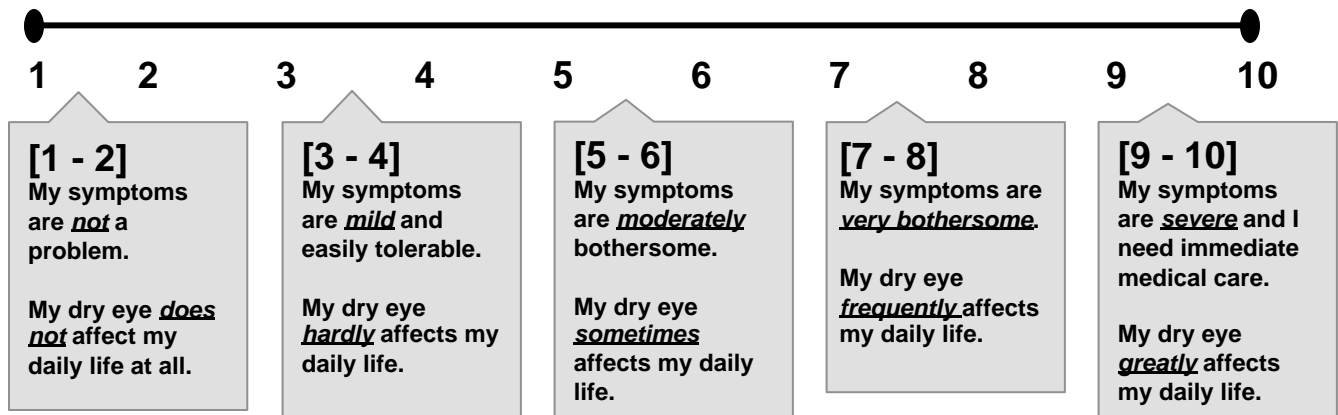 1 2 3 4 5 6 7 8 9 10
[1 - 2]
My symptoms
are not a
problem.
My dry eye does
not affect my
daily life at all.
[3 - 4]
My symptoms
are mild and
easily tolerable.
My dry eye
hardly affects my
daily life.
[5 - 6]
My symptoms
are moderately
bothersome.
My dry eye
sometimes
affects my daily
life.
[7 - 8]
My symptoms are
very bothersome.
My dry eye
frequently affects
my daily life.
[9 - 10]
My symptoms
are severe and I
need immediate
medical care.
My dry eye
greatly affects
my daily life.